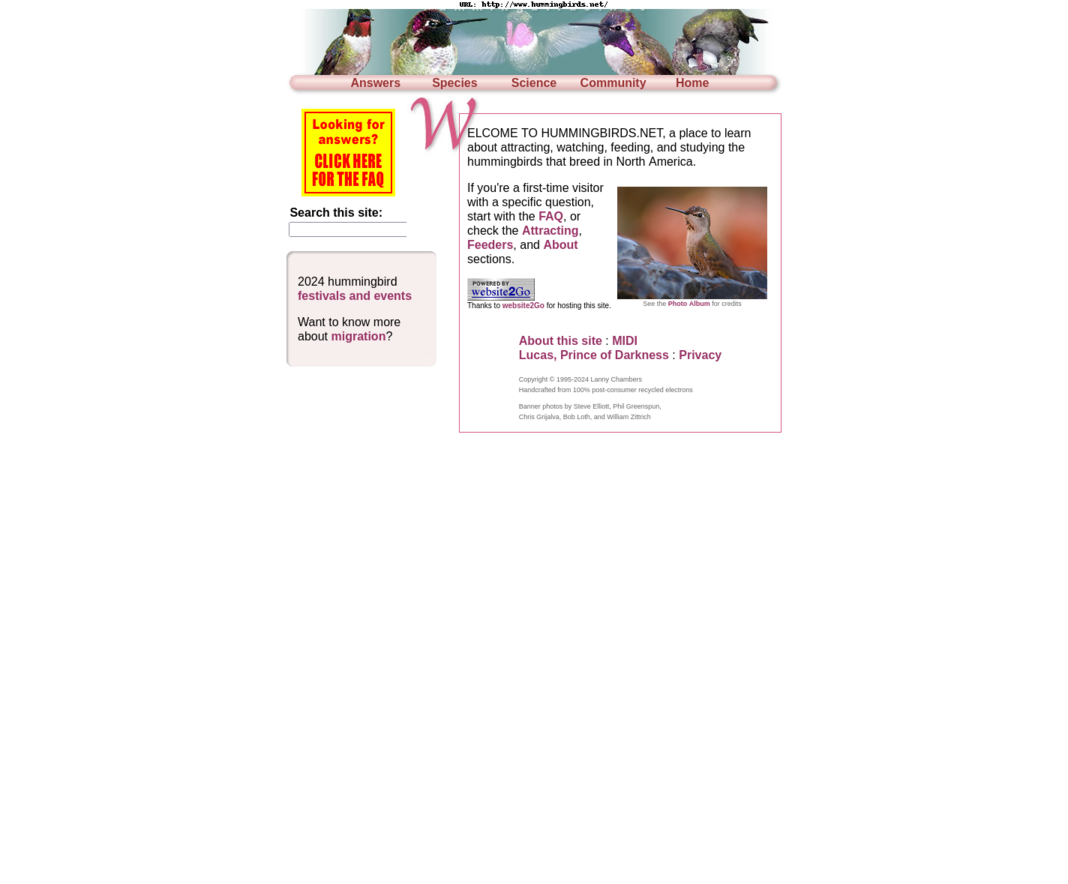 URL: http://www.hummingbirds.net/
Answers Species Science Community Home
Looking for
answers?
CLICK HERE
FOR THE FAQ
Search this site:
2024 hummingbird
festivals and events
Want to know more
about migration?
WELCOME TO HUMMINGBIRDS.NET, a place to learn
about attracting, watching, feeding, and studying the
hummingbirds that breed in North America.
If you're a first-time visitor
with a specific question,
start with the FAQ, or
check the Attracting,
Feeders, and About
sections.
POWERED BY
website2Go
Thanks to website2Go for hosting this site.
See the Photo Album for credits
About this site : MIDI
Lucas, Prince of Darkness : Privacy
Copyright © 1995-2024 Lanny Chambers
Handcrafted from 100% post-consumer recycled electrons
Banner photos by Steve Elliott, Phil Greenspun,
Chris Grijalva, Bob Loth, and William Zittrich